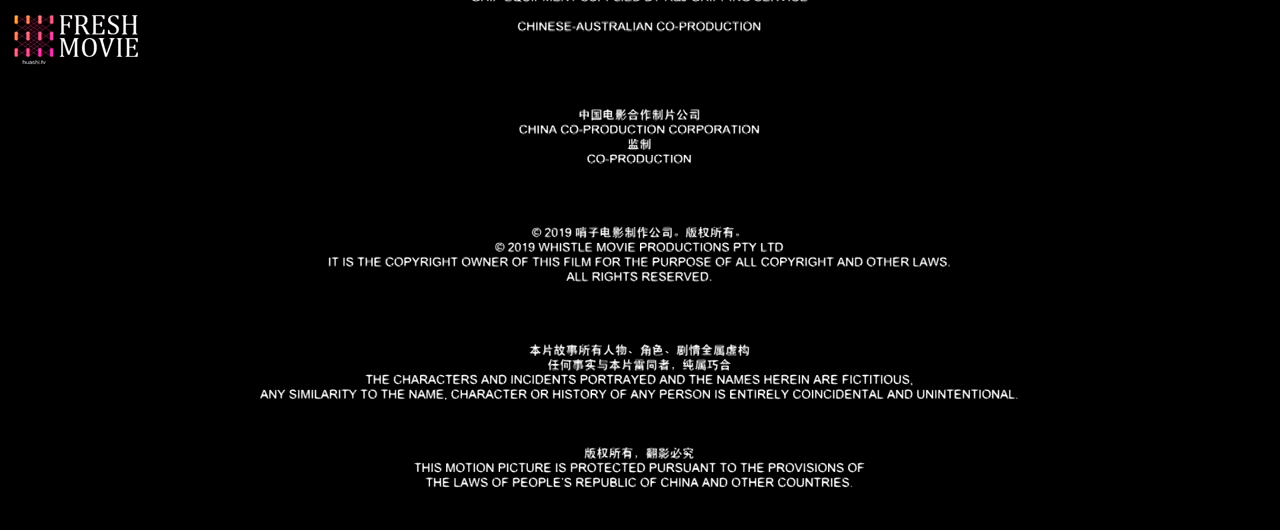 FRESH
MOVIE
huashi.tv
GRIP EQUIPMENT SUPPLIED BY
CHINESE-AUSTRALIAN CO-PRODUCTION
中国电影合作制片公司
CHINA CO-PRODUCTION CORPORATION
监制
CO-PRODUCTION
© 2019 哨子电影制作公司。版权所有。
© 2019 WHISTLE MOVIE PRODUCTIONS PTY LTD
IT IS THE COPYRIGHT OWNER OF THIS FILM FOR THE PURPOSE OF ALL COPYRIGHT AND OTHER LAWS.
ALL RIGHTS RESERVED.
本片故事所有人物、角色、剧情全属虚构
任何事实与本片雷同者，纯属巧合
THE CHARACTERS AND INCIDENTS PORTRAYED AND THE NAMES HEREIN ARE FICTITIOUS,
ANY SIMILARITY TO THE NAME, CHARACTER OR HISTORY OF ANY PERSON IS ENTIRELY COINCIDENTAL AND UNINTENTIONAL.
版权所有，翻影必究
THIS MOTION PICTURE IS PROTECTED PURSUANT TO THE PROVISIONS OF
THE LAWS OF PEOPLE'S REPUBLIC OF CHINA AND OTHER COUNTRIES.